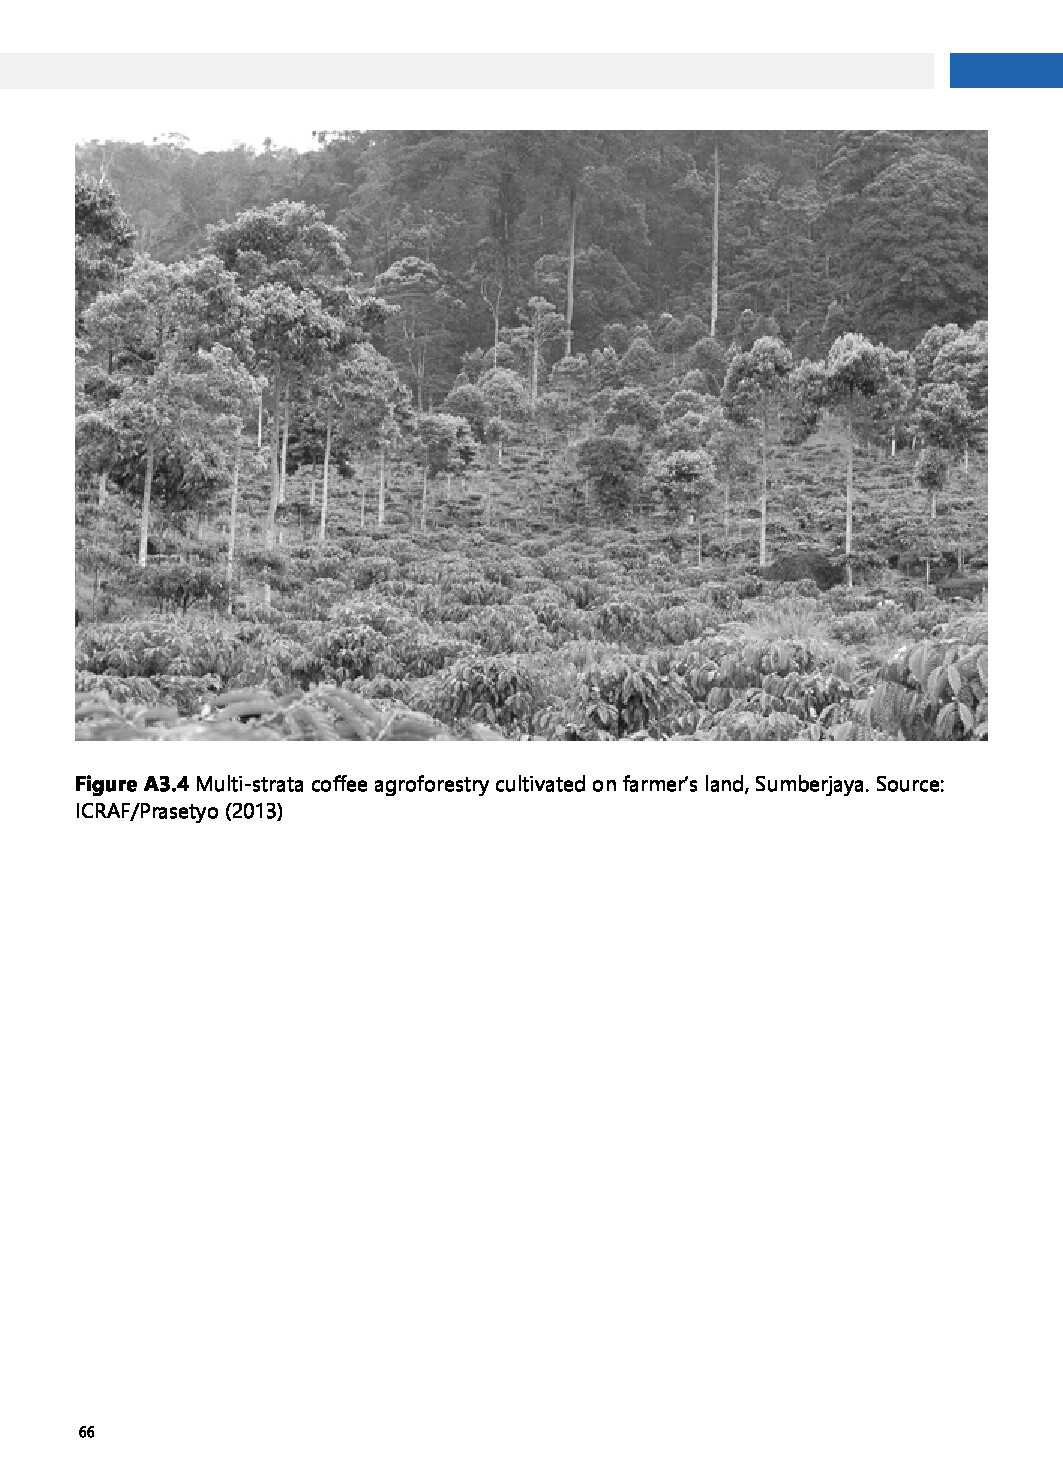 Figure A3.4 Multi-strata coffee agroforestry cultivated on farmer’s land, Sumberjaya. Source:
ICRAF/Prasetyo (2013)
66